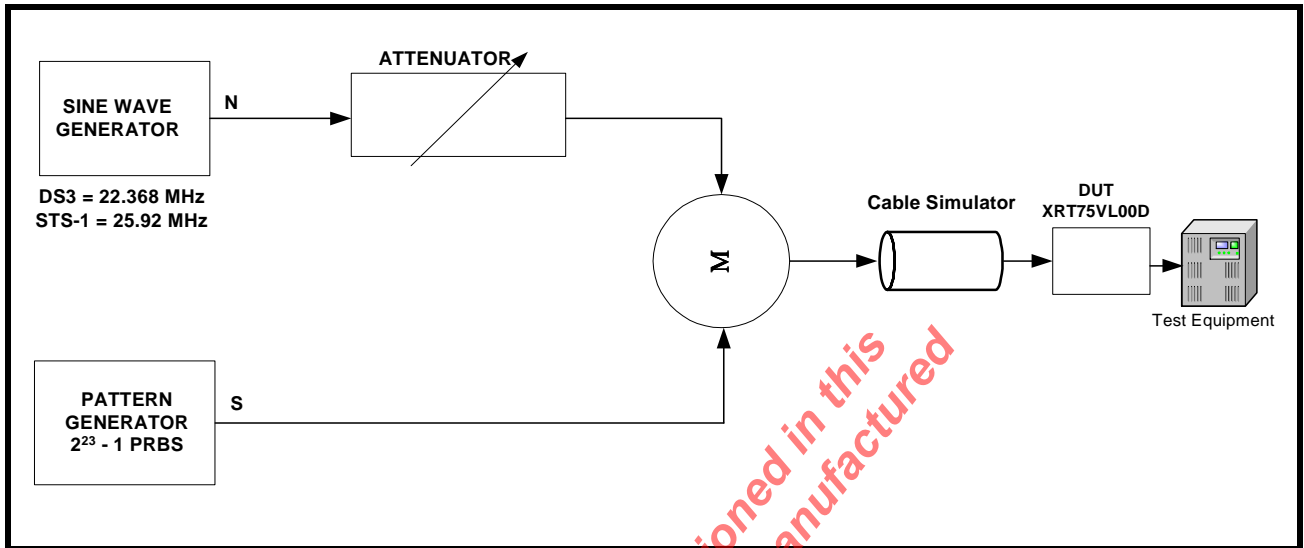 ATTENUATOR
SINE WAVE
GENERATOR
N
DS3 = 22.368 MHz
STS-1 = 25.92 MHz
M
Cable Simulator
DUT
XRT75VL00D
Test Equipment
PATTERN
GENERATOR
2²³ - 1 PRBS
S
ioned in this
anufactured